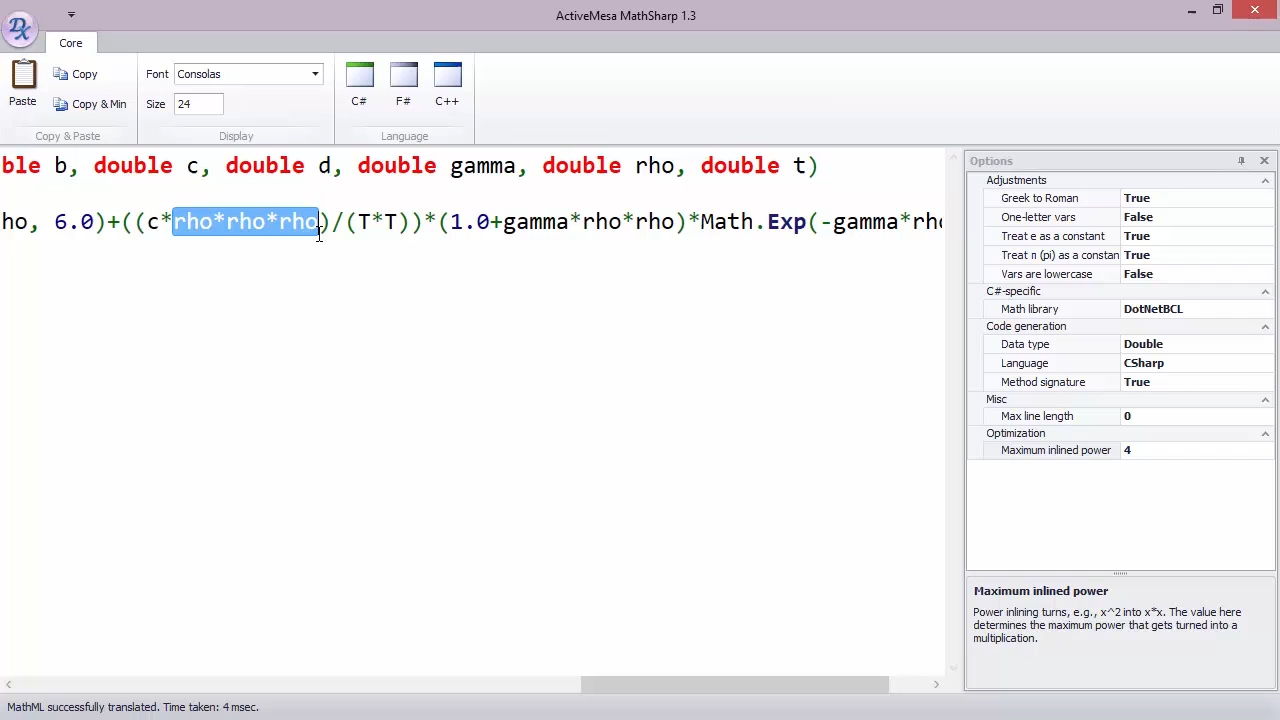 ActiveMesa MathSharp 1.3
Core
Paste
Copy
Copy & Min
Copy & Paste
Font Consolas
Size 24
Display
C# F# C++
Language
ble b, double c, double d, double gamma, double rho, double t)
ho, 6.0)+((c*rho*rho*rho)/(T*T))*(1.0+gamma*rho*rho)*Math.Exp(-gamma*rho
Options
Adjustments
Greek to Roman True
One-letter vars False
Treat e as a constant True
Treat π (pi) as a constan True
Vars are lowercase False
C#-specific
Math library DotNetBCL
Code generation
Data type Double
Language CSharp
Method signature True
Misc
Max line length 0
Optimization
Maximum inlined power 4
Maximum inlined power
Power inlining turns, e.g., x^2 into x*x. The value here
determines the maximum power that gets turned into a
multiplication.
MathML successfully translated. Time taken: 4 msec.